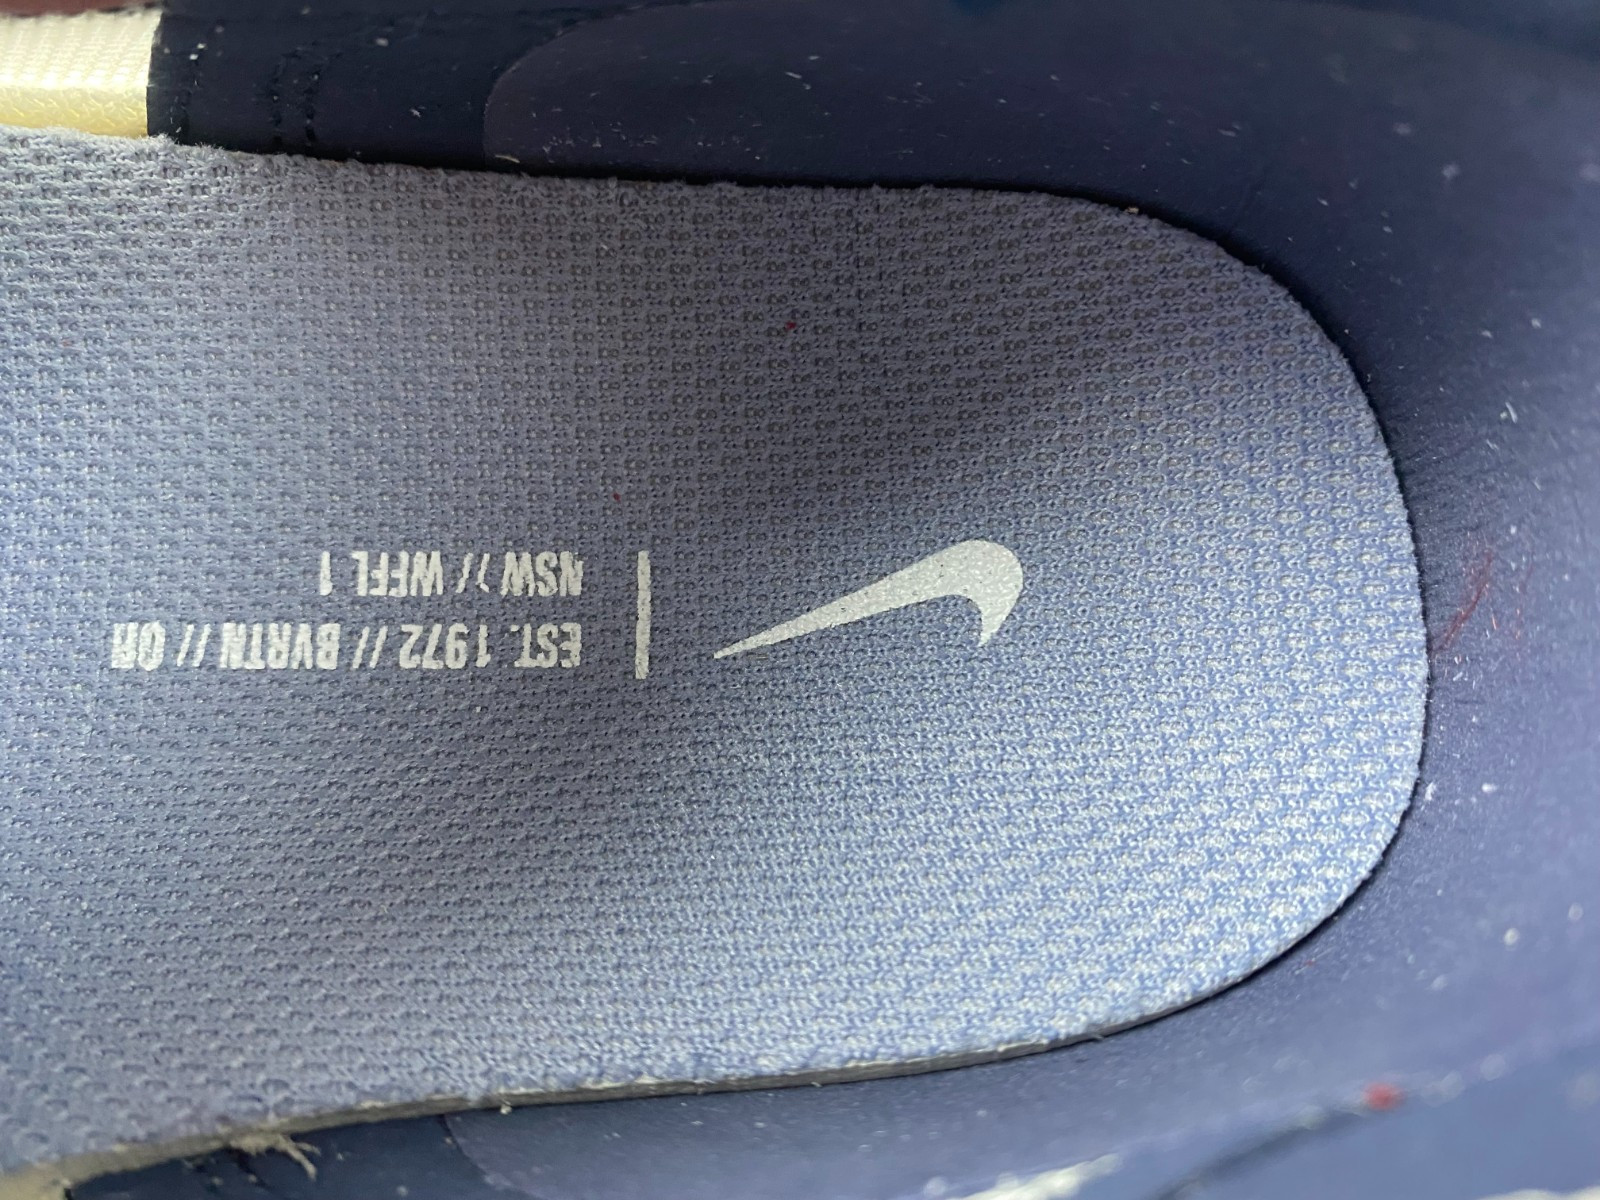 EST. 1972 // BVRTN // OR
NSW // WFFL 1